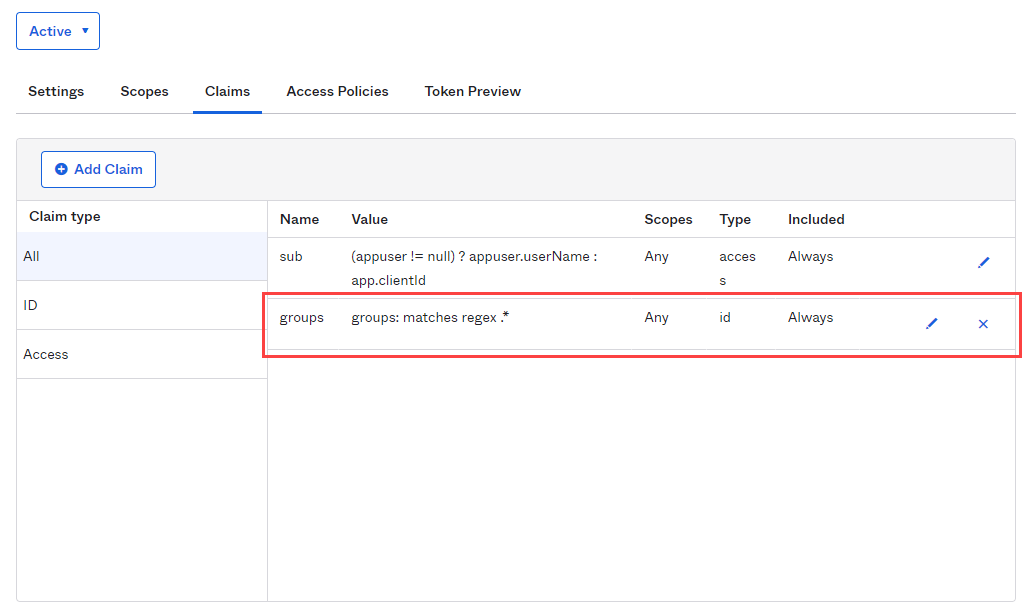 Active
Settings Scopes Claims Access Policies Token Preview
Add Claim
Claim type
All
ID
Access
Name Value Scopes Type Included
sub (appuser != null) ? appuser.userName : Any acces Always
app.clientId s
groups groups: matches regex .* Any id Always